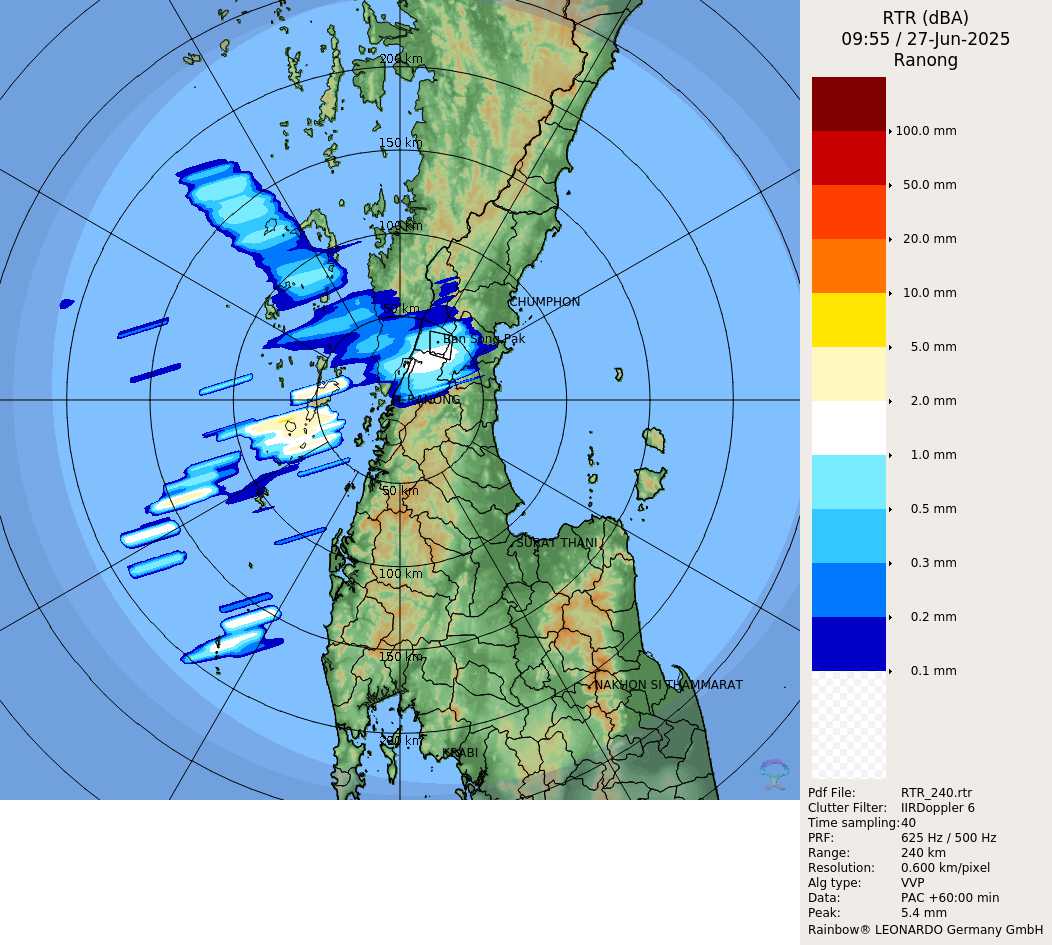 RTR (dBA)
09:55 / 27-Jun-2025
Ranong
200 km
150 km
100 km
50 km
CHUMPHON
Ban Song Pak
RANONG
50 km
SURAT THANI
100 km
150 km
NAKHON SI THAMMARAT
200 km
KRABI
100.0 mm
50.0 mm
20.0 mm
10.0 mm
5.0 mm
2.0 mm
1.0 mm
0.5 mm
0.3 mm
0.2 mm
0.1 mm
Pdf File: RTR_240.rtr
Clutter Filter: IIRDoppler 6
Time sampling:40
PRF: 625 Hz / 500 Hz
Range: 240 km
Resolution: 0.600 km/pixel
Alg type: VVP
Data: PAC +60:00 min
Peak: 5.4 mm
Rainbow® LEONARDO Germany GmbH